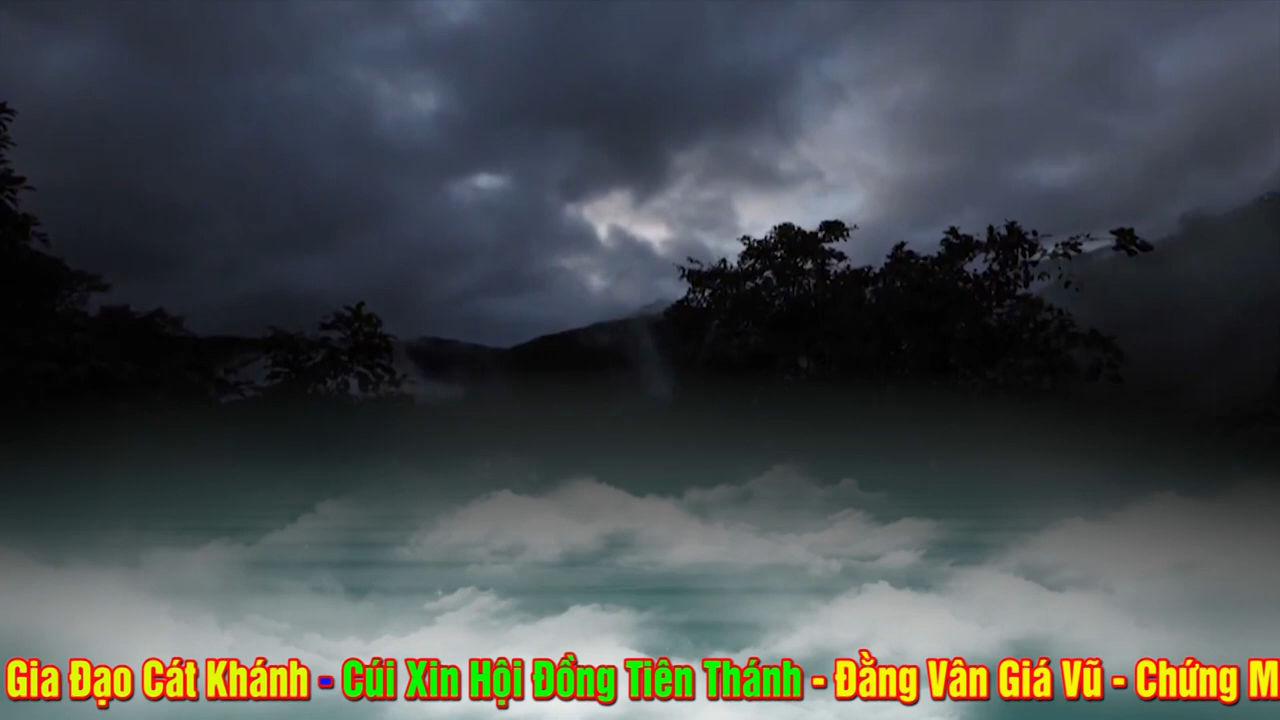 Gia Đạo Cát Khánh - Cúi Xin Hội Đồng Tiên Thánh - Đằng Vân Giá Vũ - Chứng M